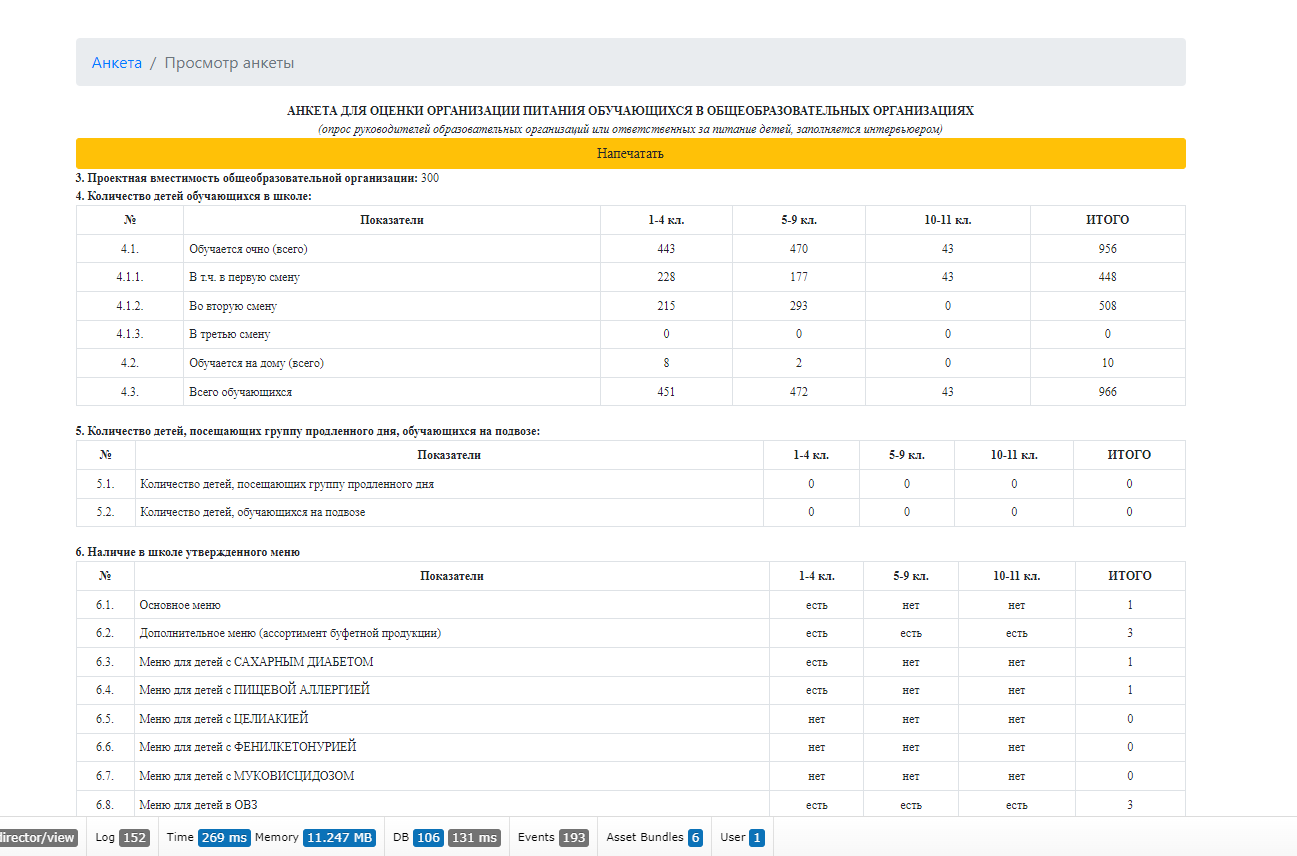 Анкета / Просмотр анкеты
АНКЕТА ДЛЯ ОЦЕНКИ ОРГАНИЗАЦИИ ПИТАНИЯ ОБУЧАЮЩИХСЯ В ОБЩЕОБРАЗОВАТЕЛЬНЫХ ОРГАНИЗАЦИЯХ
(опрос руководителей образовательных организаций или ответственных за питание детей, заполняется интервьюером)
Напечатать
3. Проектная вместимость общеобразовательной организации: 300
4. Количество детей обучающихся в школе:
№ Показатели 1-4 кл. 5-9 кл. 10-11 кл. ИТОГО
4.1. Обучается очно (всего) 443 470 43 956
4.1.1. В т.ч. в первую смену 228 177 43 448
4.1.2. Во вторую смену 215 293 0 508
4.1.3. В третью смену 0 0 0 0
4.2. Обучается на дому (всего) 8 2 0 10
4.3. Всего обучающихся 451 472 43 966
5. Количество детей, посещающих группу продленного дня, обучающихся на подвозе:
№ Показатели 1-4 кл. 5-9 кл. 10-11 кл. ИТОГО
5.1. Количество детей, посещающих группу продленного дня 0 0 0 0
5.2. Количество детей, обучающихся на подвозе 0 0 0 0
6. Наличие в школе утвержденного меню
№ Показатели 1-4 кл. 5-9 кл. 10-11 кл. ИТОГО
6.1. Основное меню есть нет нет 1
6.2. Дополнительное меню (ассортимент буфетной продукции) есть есть есть 3
6.3. Меню для детей с САХАРНЫМ ДИАБЕТОМ есть нет нет 1
6.4. Меню для детей с ПИЩЕВОЙ АЛЛЕРГИЕЙ есть нет нет 1
6.5. Меню для детей с ЦЕЛИАКИЕЙ нет нет нет 0
6.6. Меню для детей с ФЕНИЛКЕТОНУРИЕЙ нет нет нет 0
6.7. Меню для детей с МУКОВИСЦИДОЗОМ нет нет нет 0
6.8. Меню для детей в ОВЗ есть есть есть 3
director/view Log 152 Time 269 ms Memory 11.247 MB DB 106 131 ms Events 193 Asset Bundles 6 User 1